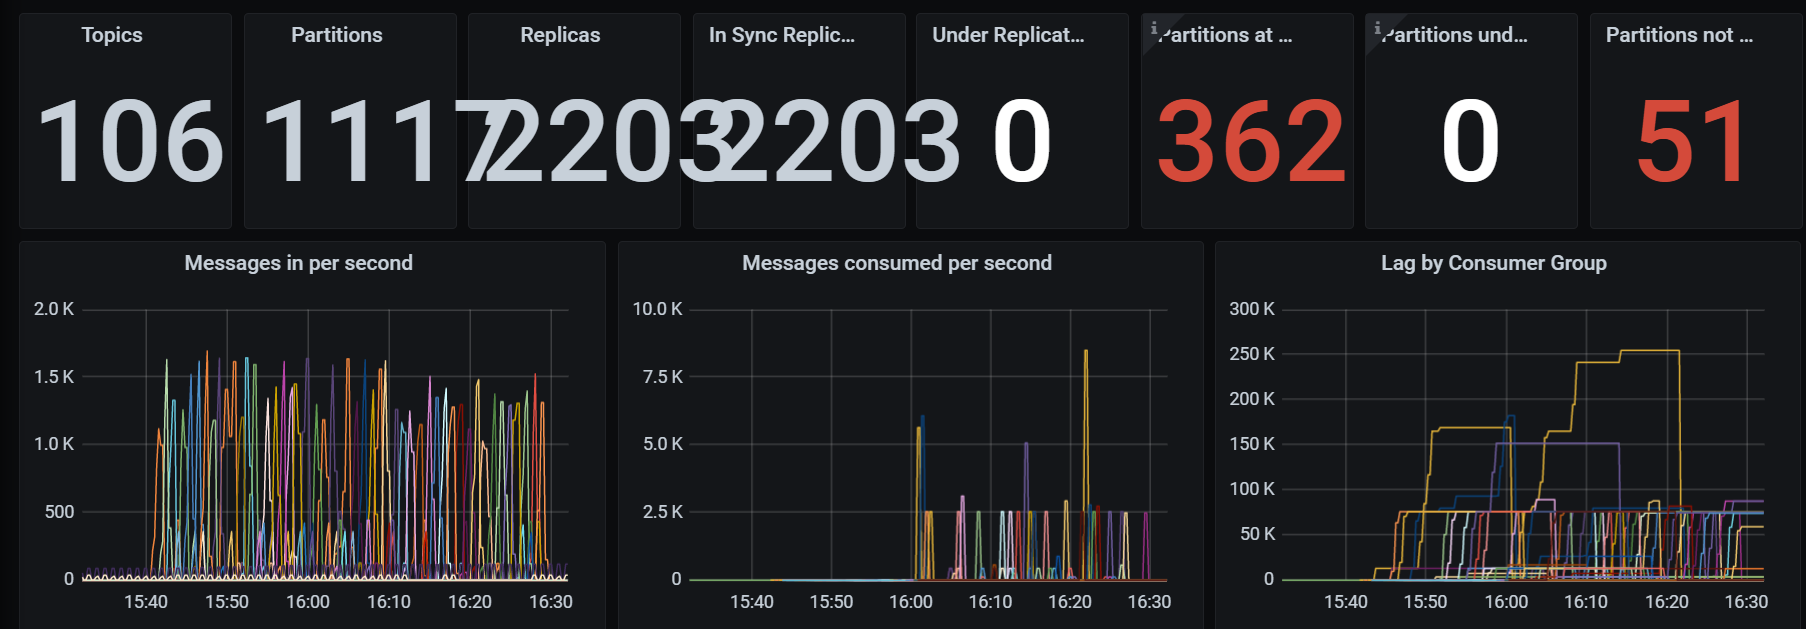 Topics
Partitions
Replicas
In Sync Replic...
Under Replicat...
i
Partitions at ...
i
Partitions und...
Partitions not ...
106
1117
2203
2203
0
362
0
51
Messages in per second
2.0 K
1.5 K
1.0 K
500
0
15:40 15:50 16:00 16:10 16:20 16:30
Messages consumed per second
10.0 K
7.5 K
5.0 K
2.5 K
0
15:40 15:50 16:00 16:10 16:20 16:30
Lag by Consumer Group
300 K
250 K
200 K
150 K
100 K
50 K
0
15:40 15:50 16:00 16:10 16:20 16:30